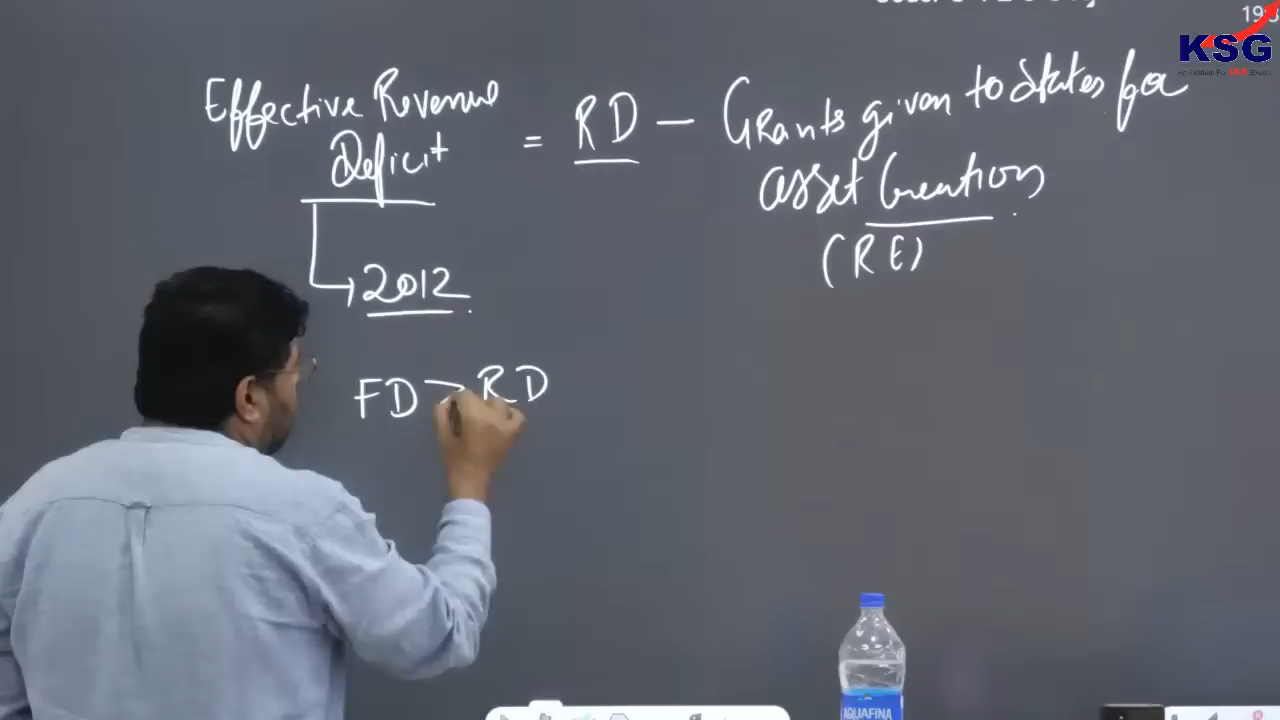 KSG
Effective Revenue Deficit = RD - Grants given to States for asset Creation (RE)
2012
FD > RD
AQUAFINA